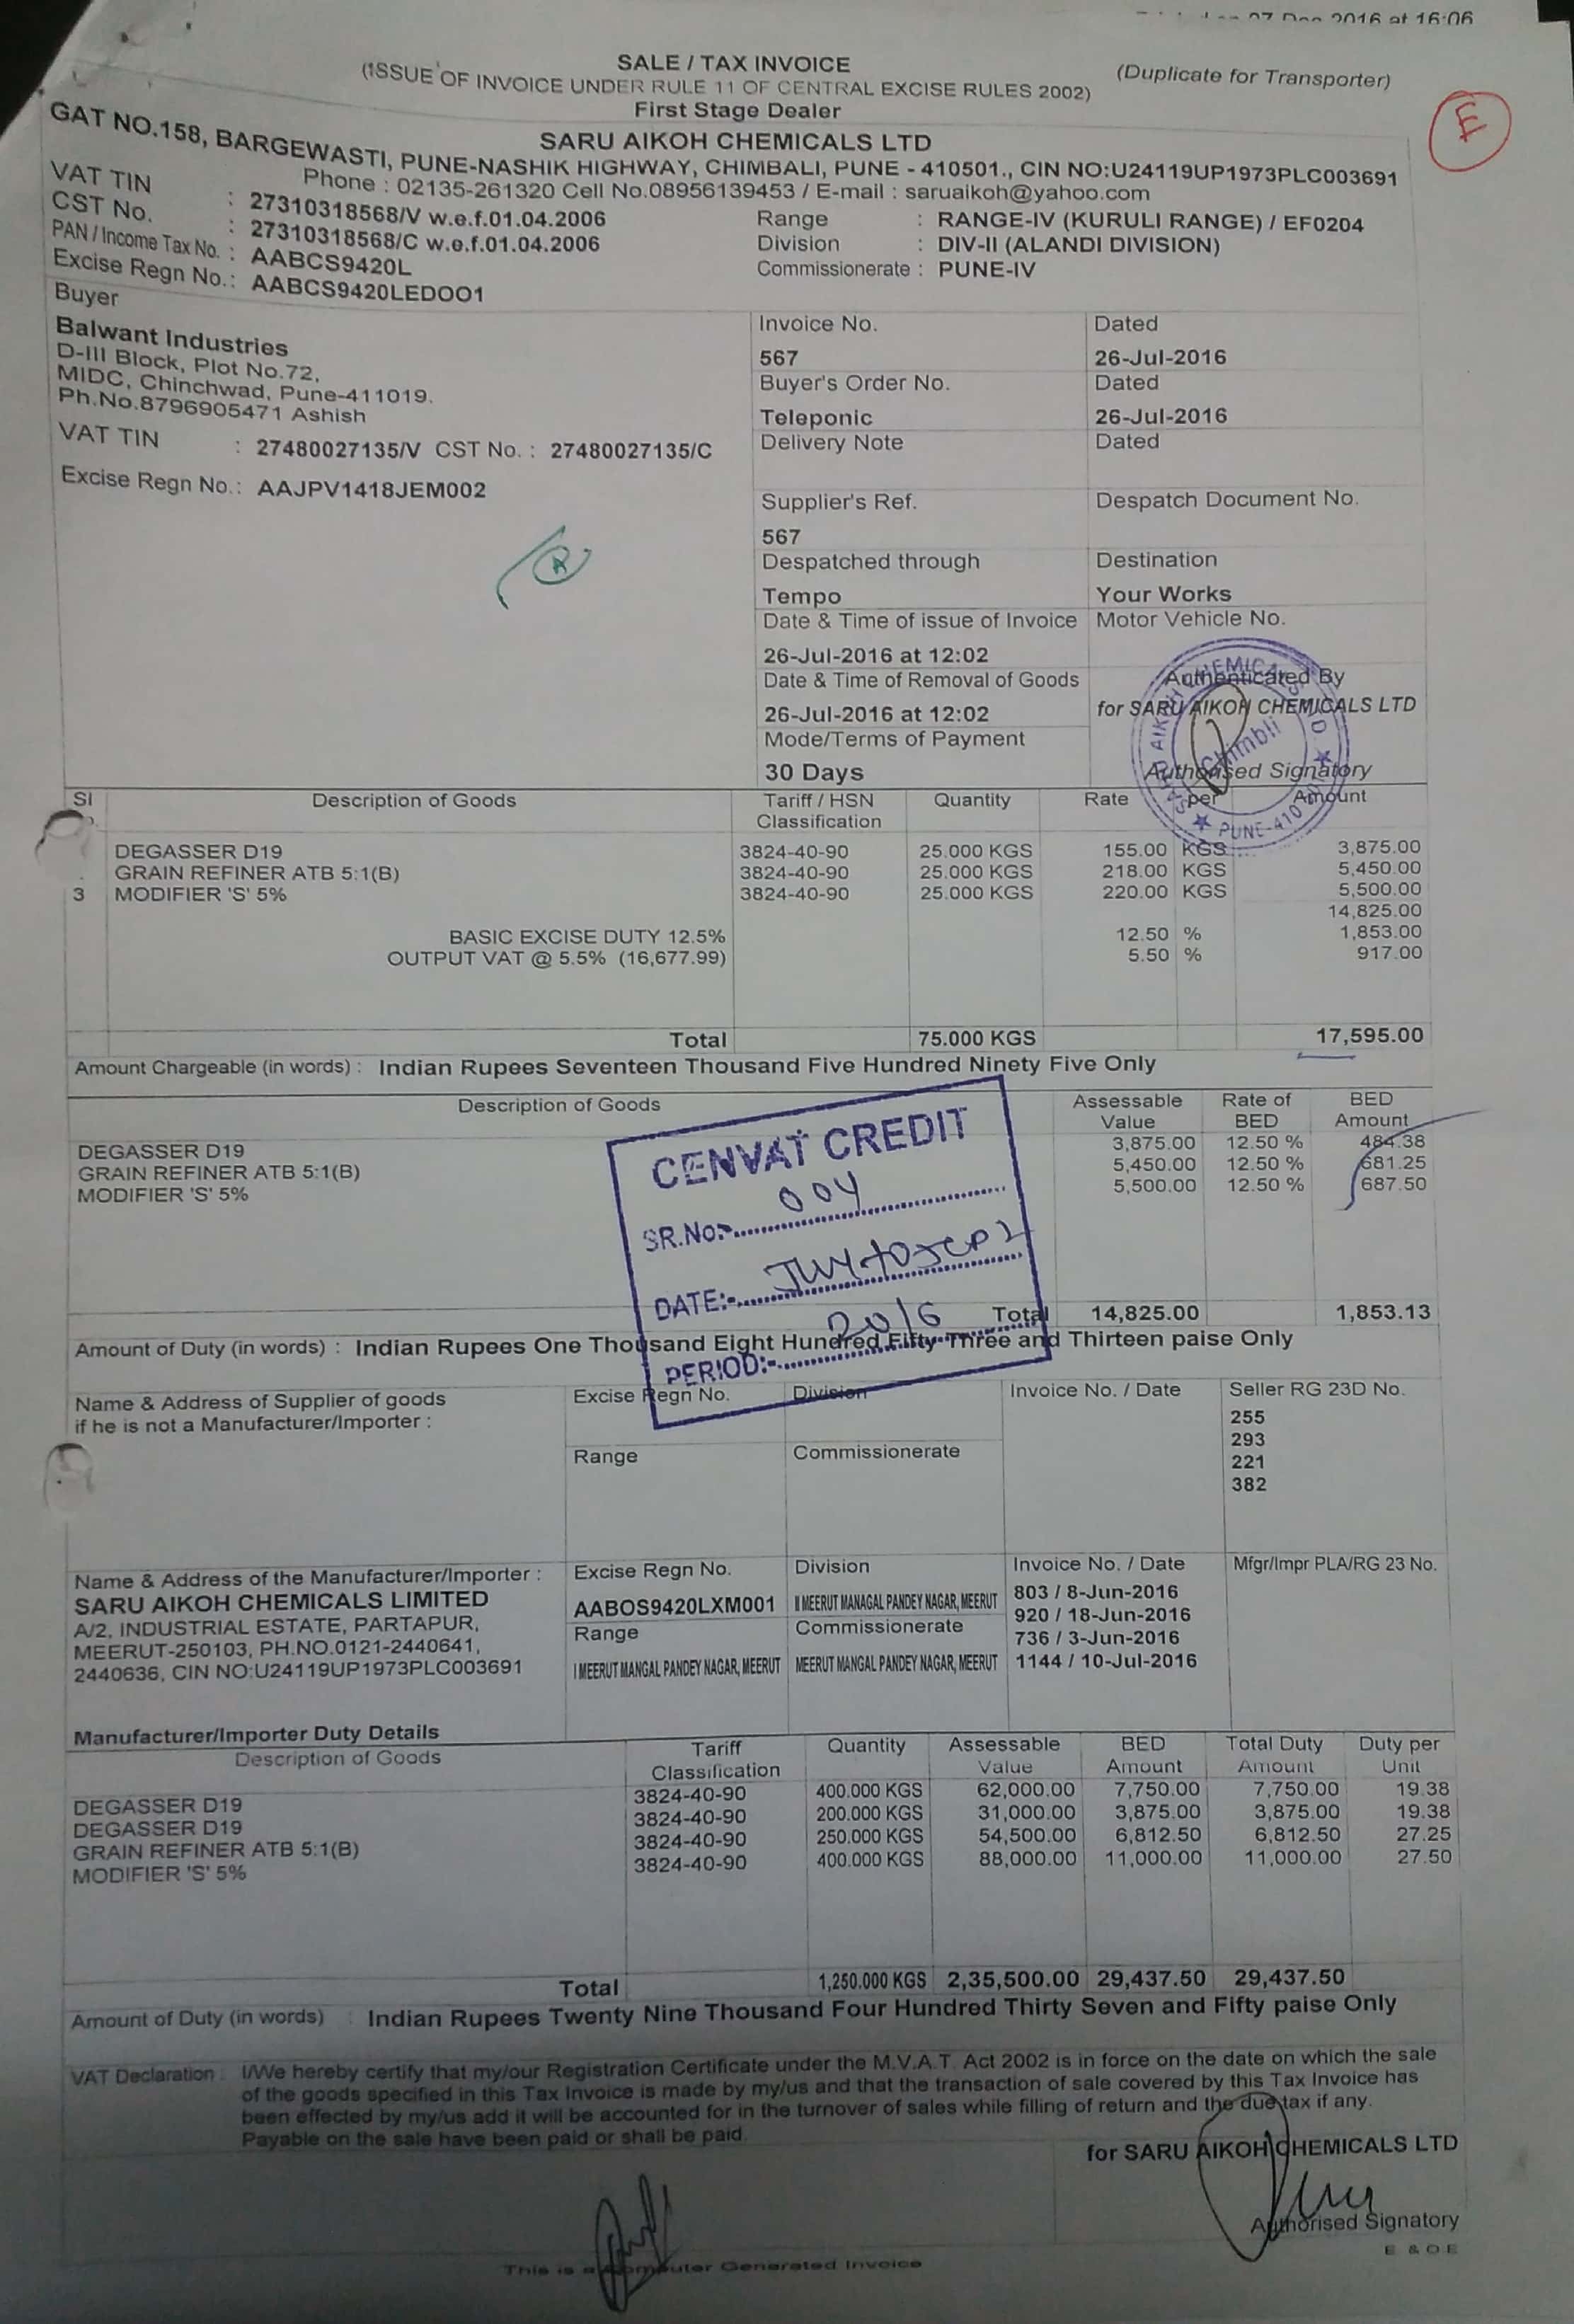 07 Dec 2016 at 16:06
SALE / TAX INVOICE
(ISSUE OF INVOICE UNDER RULE 11 OF CENTRAL EXCISE RULES 2002)
(Duplicate for Transporter)
First Stage Dealer
E
SARU AIKOH CHEMICALS LTD
GAT NO.158, BARGEWASTI, PUNE-NASHIK HIGHWAY, CHIMBALI, PUNE - 410501., CIN NO:U24119UP1973PLC003691
Phone : 02135-261320 Cell No.08956139453 / E-mail : saruaikoh@yahoo.com
VAT TIN : 27310318568/V w.e.f.01.04.2006
CST No. : 27310318568/C w.e.f.01.04.2006
PAN / Income Tax No. : AABCS9420L
Excise Regn No.: AABCS9420LEDOO1
Range : RANGE-IV (KURULI RANGE) / EF0204
Division : DIV-II (ALANDI DIVISION)
Commissionerate : PUNE-IV
Buyer
Balwant Industries
D-III Block, Plot No.72,
MIDC, Chinchwad, Pune-411019.
Ph.No.8796905471 Ashish
VAT TIN : 27480027135/V CST No. : 27480027135/C
Excise Regn No.: AAJPV1418JEM002
Invoice No. Dated
567 26-Jul-2016
Buyer's Order No. Dated
Teleponic 26-Jul-2016
Delivery Note Dated
Supplier's Ref. Despatch Document No.
567
Despatched through Destination
Tempo Your Works
Date & Time of issue of Invoice Motor Vehicle No.
26-Jul-2016 at 12:02
Date & Time of Removal of Goods
26-Jul-2016 at 12:02
Mode/Terms of Payment
30 Days
Authenticated By
for SARU AIKOH CHEMICALS LTD
Chimbli
Authorised Signatory
Sl Description of Goods Tariff / HSN Classification Quantity Rate per Amount
DEGASSER D19 3824-40-90 25.000 KGS 155.00 KGS 3,875.00
GRAIN REFINER ATB 5:1(B) 3824-40-90 25.000 KGS 218.00 KGS 5,450.00
3 MODIFIER 'S' 5% 3824-40-90 25.000 KGS 220.00 KGS 5,500.00
14,825.00
BASIC EXCISE DUTY 12.5% 12.50 % 1,853.00
OUTPUT VAT @ 5.5% (16,677.99) 5.50 % 917.00
Total 75.000 KGS 17,595.00
Amount Chargeable (in words) : Indian Rupees Seventeen Thousand Five Hundred Ninety Five Only
Description of Goods Assessable Value Rate of BED BED Amount
DEGASSER D19 3,875.00 12.50 % 484.38
GRAIN REFINER ATB 5:1(B) 5,450.00 12.50 % 681.25
MODIFIER 'S' 5% 5,500.00 12.50 % 687.50
CENVAT CREDIT
SR.No:- 004
DATE:-
PERIOD:- 2016
Total 14,825.00 1,853.13
Amount of Duty (in words) : Indian Rupees One Thousand Eight Hundred Fifty Three and Thirteen paise Only
Name & Address of Supplier of goods
if he is not a Manufacturer/Importer :
Excise Regn No. Division Invoice No. / Date Seller RG 23D No.
255
293
221
382
Range Commissionerate
Name & Address of the Manufacturer/Importer :
SARU AIKOH CHEMICALS LIMITED
A/2, INDUSTRIAL ESTATE, PARTAPUR,
MEERUT-250103, PH.NO.0121-2440641,
2440636, CIN NO:U24119UP1973PLC003691
Excise Regn No. Division Invoice No. / Date Mfgr/Impr PLA/RG 23 No.
AABOS9420LXM001 II MEERUT MANAGAL PANDEY NAGAR, MEERUT
Range Commissionerate
I MEERUT MANGAL PANDEY NAGAR, MEERUT MEERUT MANGAL PANDEY NAGAR, MEERUT
803 / 8-Jun-2016
920 / 18-Jun-2016
736 / 3-Jun-2016
1144 / 10-Jul-2016
Manufacturer/Importer Duty Details
Description of Goods Tariff Classification Quantity Assessable Value BED Amount Total Duty Amount Duty per Unit
DEGASSER D19 3824-40-90 400.000 KGS 62,000.00 7,750.00 7,750.00 19.38
DEGASSER D19 3824-40-90 200.000 KGS 31,000.00 3,875.00 3,875.00 19.38
GRAIN REFINER ATB 5:1(B) 3824-40-90 250.000 KGS 54,500.00 6,812.50 6,812.50 27.25
MODIFIER 'S' 5% 3824-40-90 400.000 KGS 88,000.00 11,000.00 11,000.00 27.50
Total 1,250.000 KGS 2,35,500.00 29,437.50 29,437.50
Amount of Duty (in words) : Indian Rupees Twenty Nine Thousand Four Hundred Thirty Seven and Fifty paise Only
VAT Declaration : I/We hereby certify that my/our Registration Certificate under the M.V.A.T. Act 2002 is in force on the date on which the sale
of the goods specified in this Tax Invoice is made by my/us and that the transaction of sale covered by this Tax Invoice has
been effected by my/us add it will be accounted for in the turnover of sales while filling of return and the due tax if any.
Payable on the sale have been paid or shall be paid.
for SARU AIKOH CHEMICALS LTD
Authorised Signatory
E & O E
This is a Computer Generated Invoice